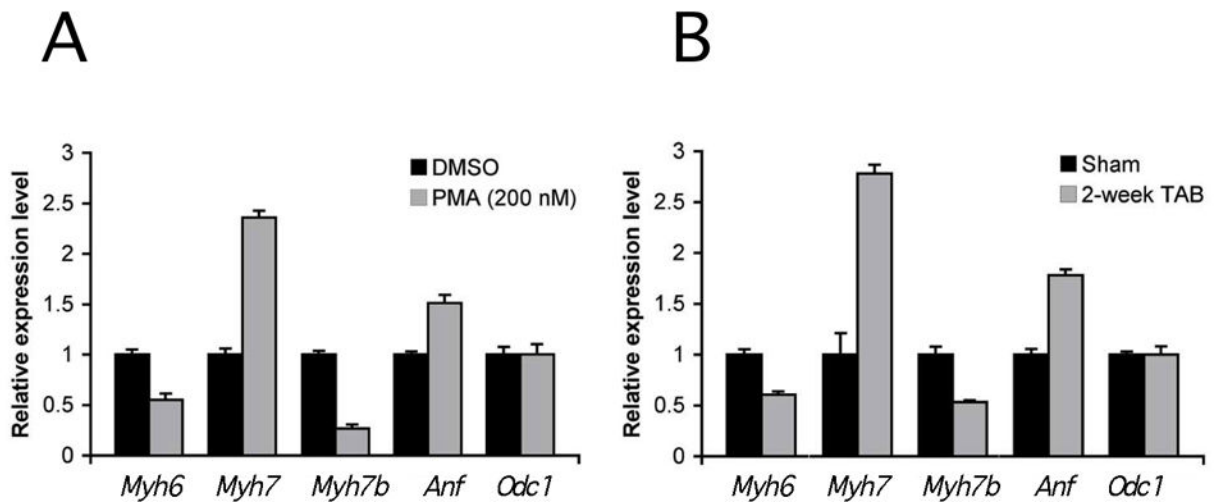 A
B
Relative expression level
3
2.5
2
1.5
1
0.5
0
DMSO
PMA (200 nM)
Myh6 Myh7 Myh7b Anf Odc1
Relative expression level
3
2.5
2
1.5
1
0.5
0
Sham
2-week TAB
Myh6 Myh7 Myh7b Anf Odc1